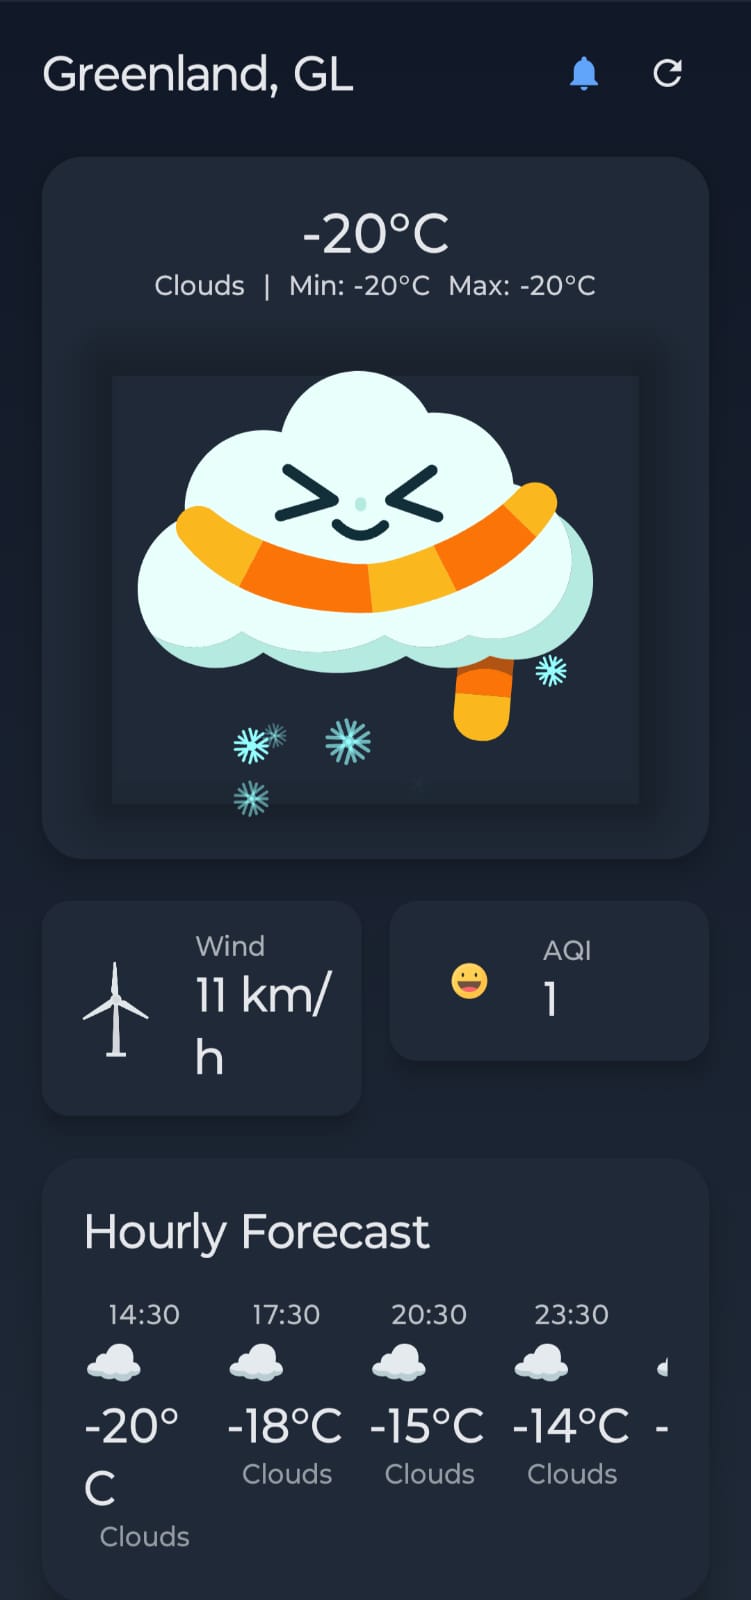 Greenland, GL
-20°C
Clouds | Min: -20°C Max: -20°C
Wind
11 km/
h
AQI
1
Hourly Forecast
14:30 17:30 20:30 23:30
-20° -18°C -15°C -14°C -
C Clouds Clouds Clouds
Clouds